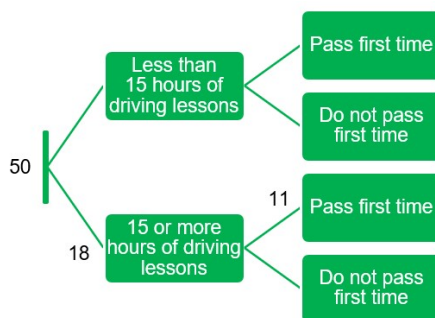 Pass first time
Less than
15 hours of
driving lessons
Do not pass
first time
50
11
Pass first time
15 or more
hours of driving
lessons
18
Do not pass
first time